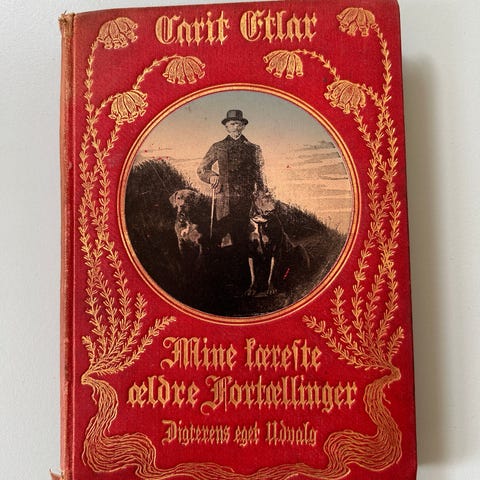 Carit Etlar
Mine kæreste
ældre Fortællinger
Digterens eget Udvalg